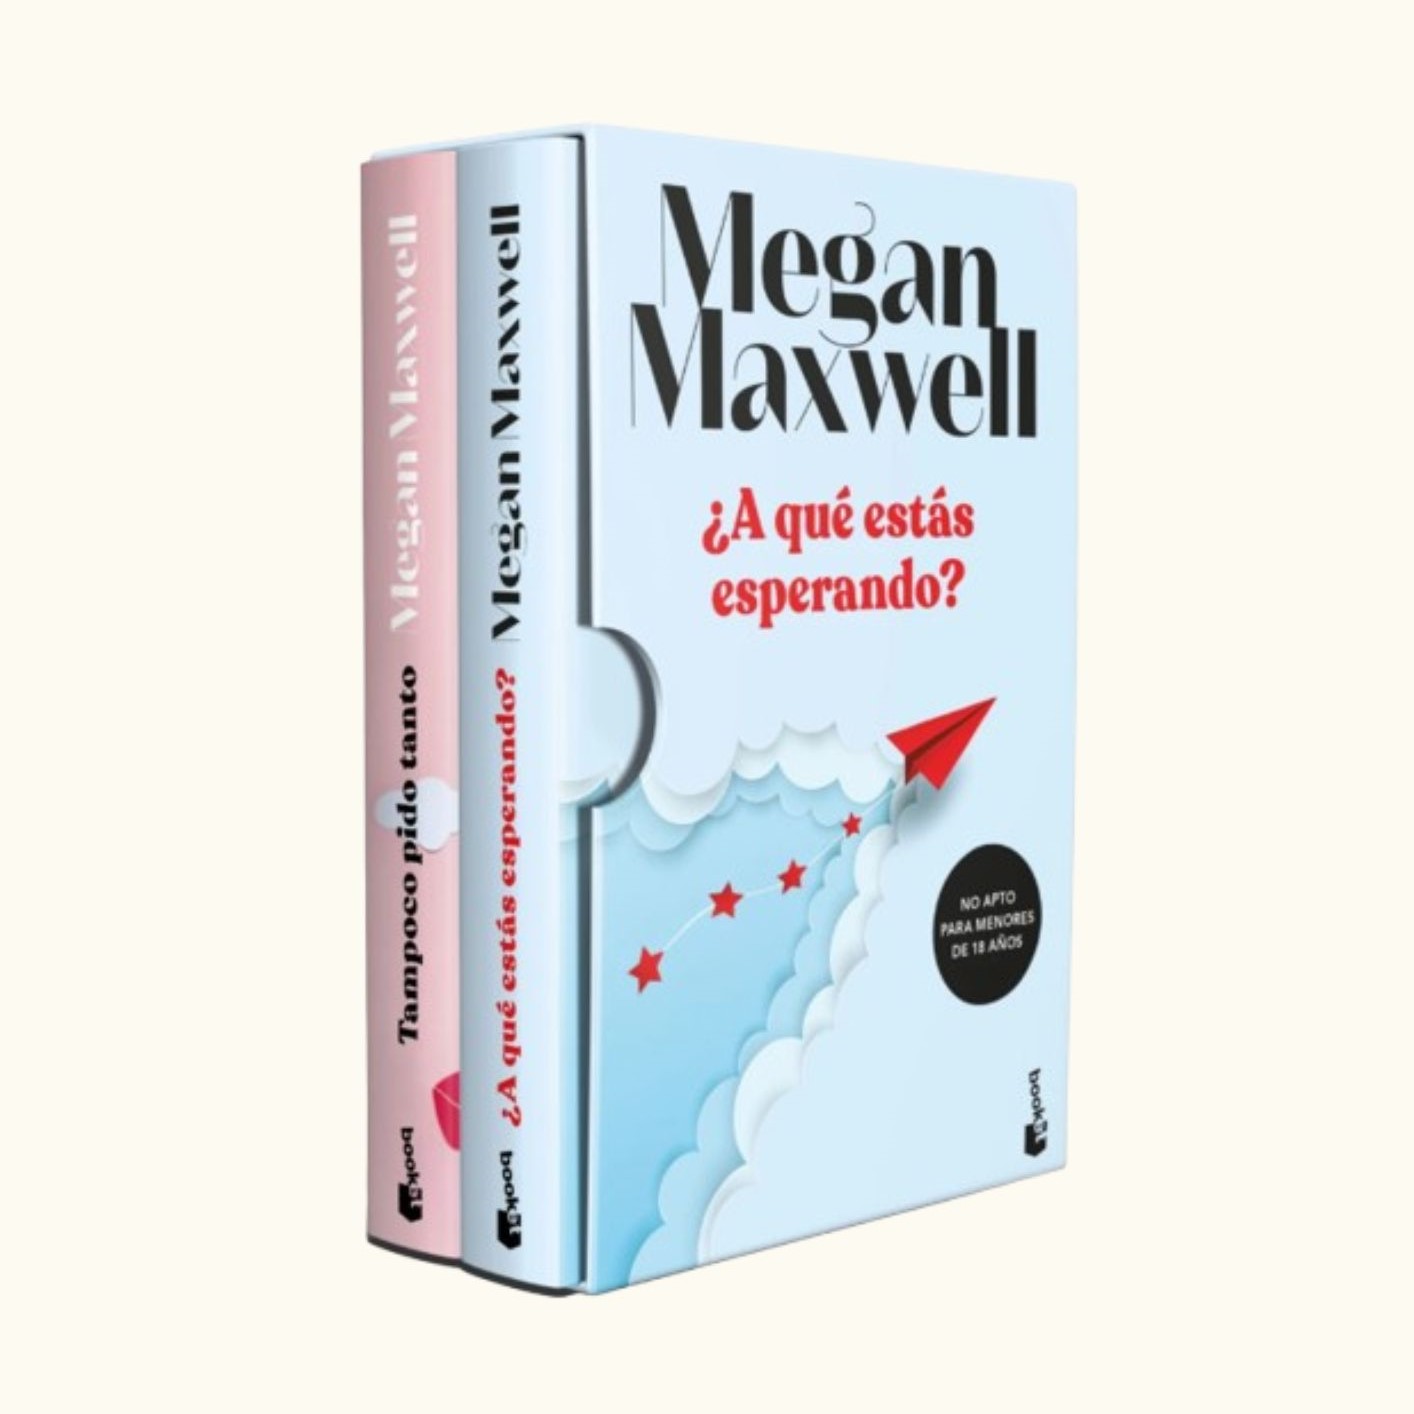 Megan Maxwell
Tampoco pido tanto
booket
Megan Maxwell
¿A qué estás esperando?
booket
Megan
Maxwell
¿A qué estás
esperando?
NO APTO
PARA MENORES
DE 18 AÑOS
booket